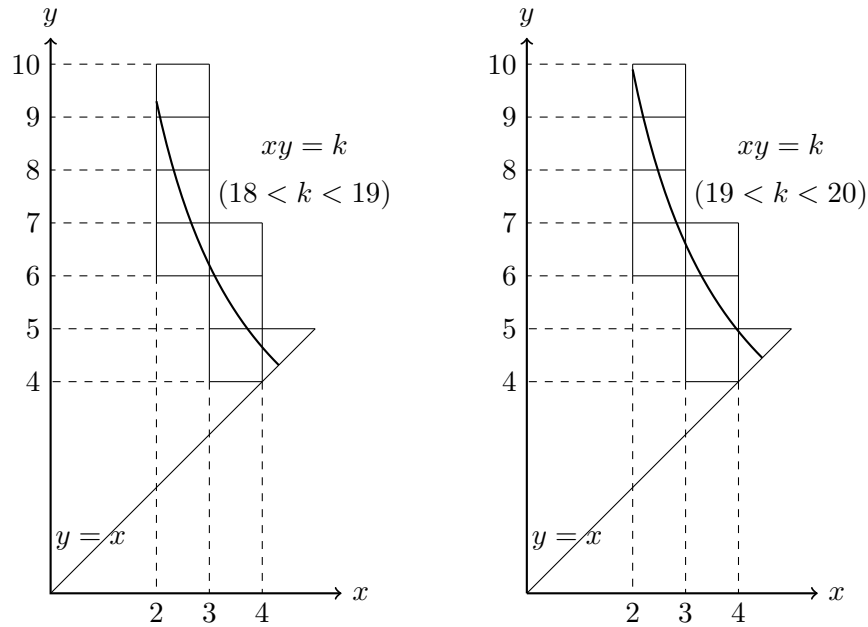 y
10
9
8
7
6
5
4
xy = k
(18 < k < 19)
y = x
2 3 4
x
y
10
9
8
7
6
5
4
xy = k
(19 < k < 20)
y = x
2 3 4
x